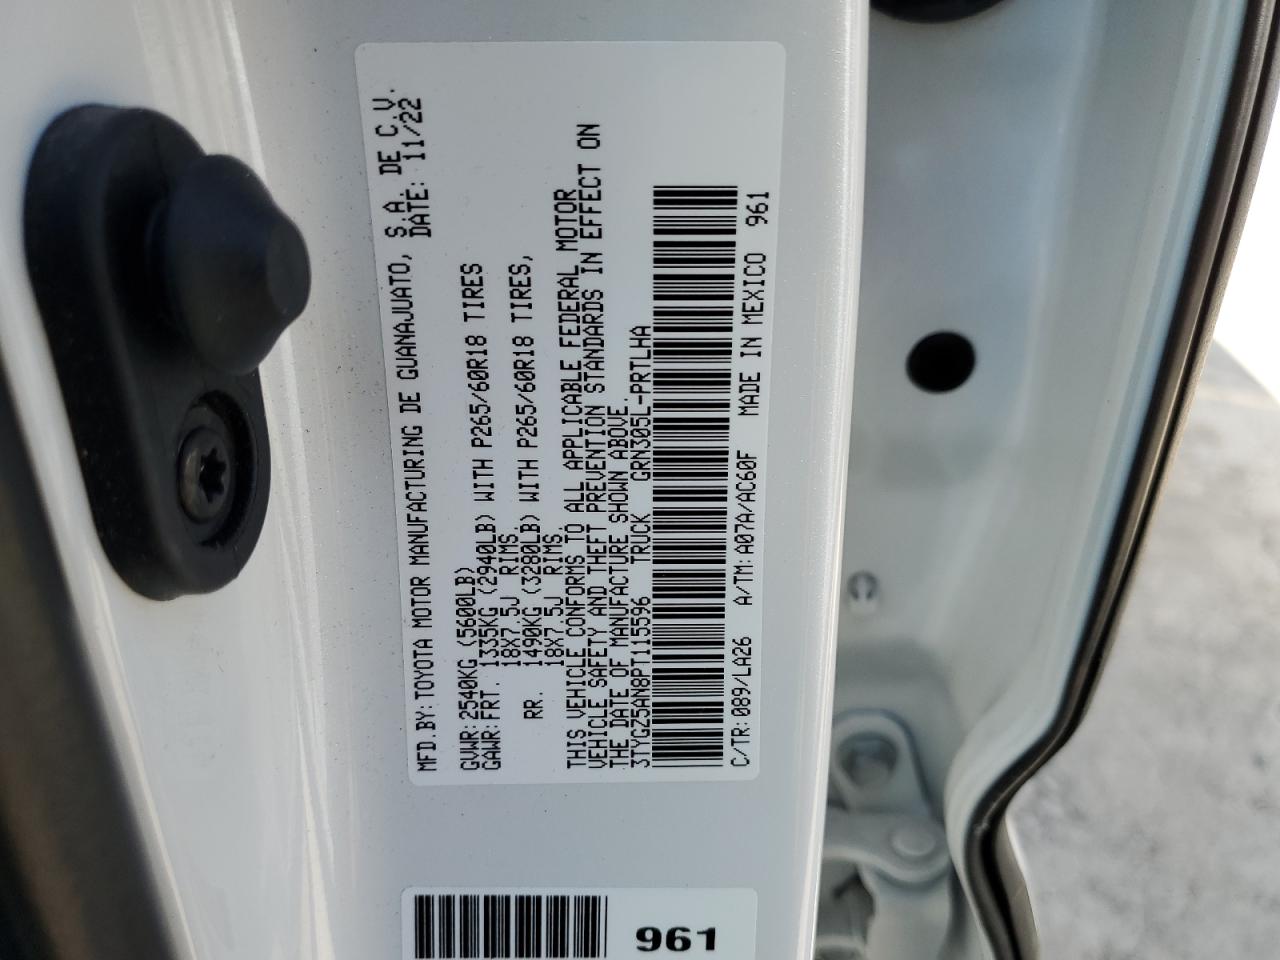 MFD.BY:TOYOTA MOTOR MANUFACTURING DE GUANAJUATO, S.A. DE C.V.
DATE: 11/22
GVWR:2540KG (5600LB)
GAWR:FRT. 1335KG (2940LB) WITH P265/60R18 TIRES
18X7.5J RIMS.
RR. 1490KG (3280LB) WITH P265/60R18 TIRES,
18X7.5J RIMS.
THIS VEHICLE CONFORMS TO ALL APPLICABLE FEDERAL MOTOR
VEHICLE SAFETY AND THEFT PREVENTION STANDARDS IN EFFECT ON
THE DATE OF MANUFACTURE SHOWN ABOVE.
3TYGZ5AN8PT115596 TRUCK GRN305L-PRTLHA
C/TR:089/LA26 A/TM:A07A/AC60F MADE IN MEXICO 961
961